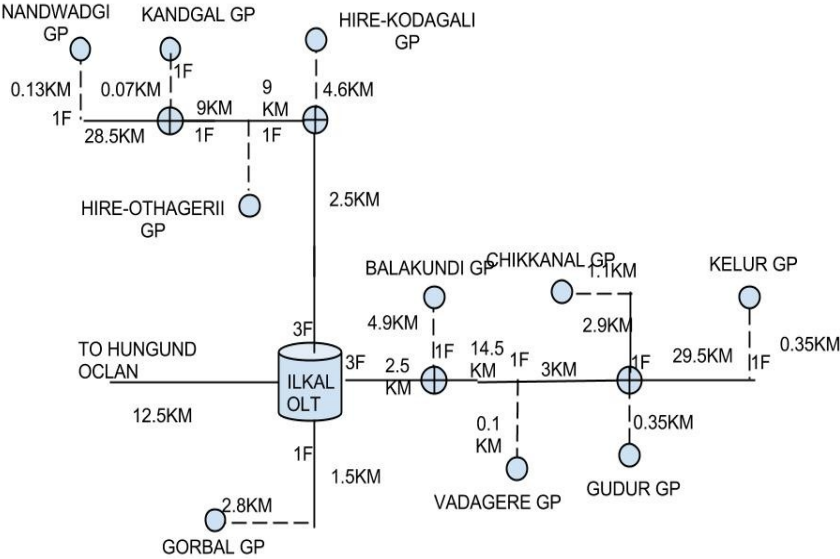 NANDWADGI
GP
KANDGAL GP
HIRE-KODAGALI
GP
1F
0.13KM
0.07KM
9
KM
4.6KM
1F
9KM
28.5KM
1F
1F
HIRE-OTHAGERII
GP
2.5KM
BALAKUNDI GP
CHIKKANAL GP
1.1KM
KELUR GP
4.9KM
2.9KM
3F
TO HUNGUND
OCLAN
3F
2.5
KM
1F
14.5
KM
1F
3KM
1F
29.5KM
1F
0.35KM
ILKAL
OLT
12.5KM
0.1
KM
0.35KM
1F
1.5KM
VADAGERE GP
GUDUR GP
2.8KM
GORBAL GP